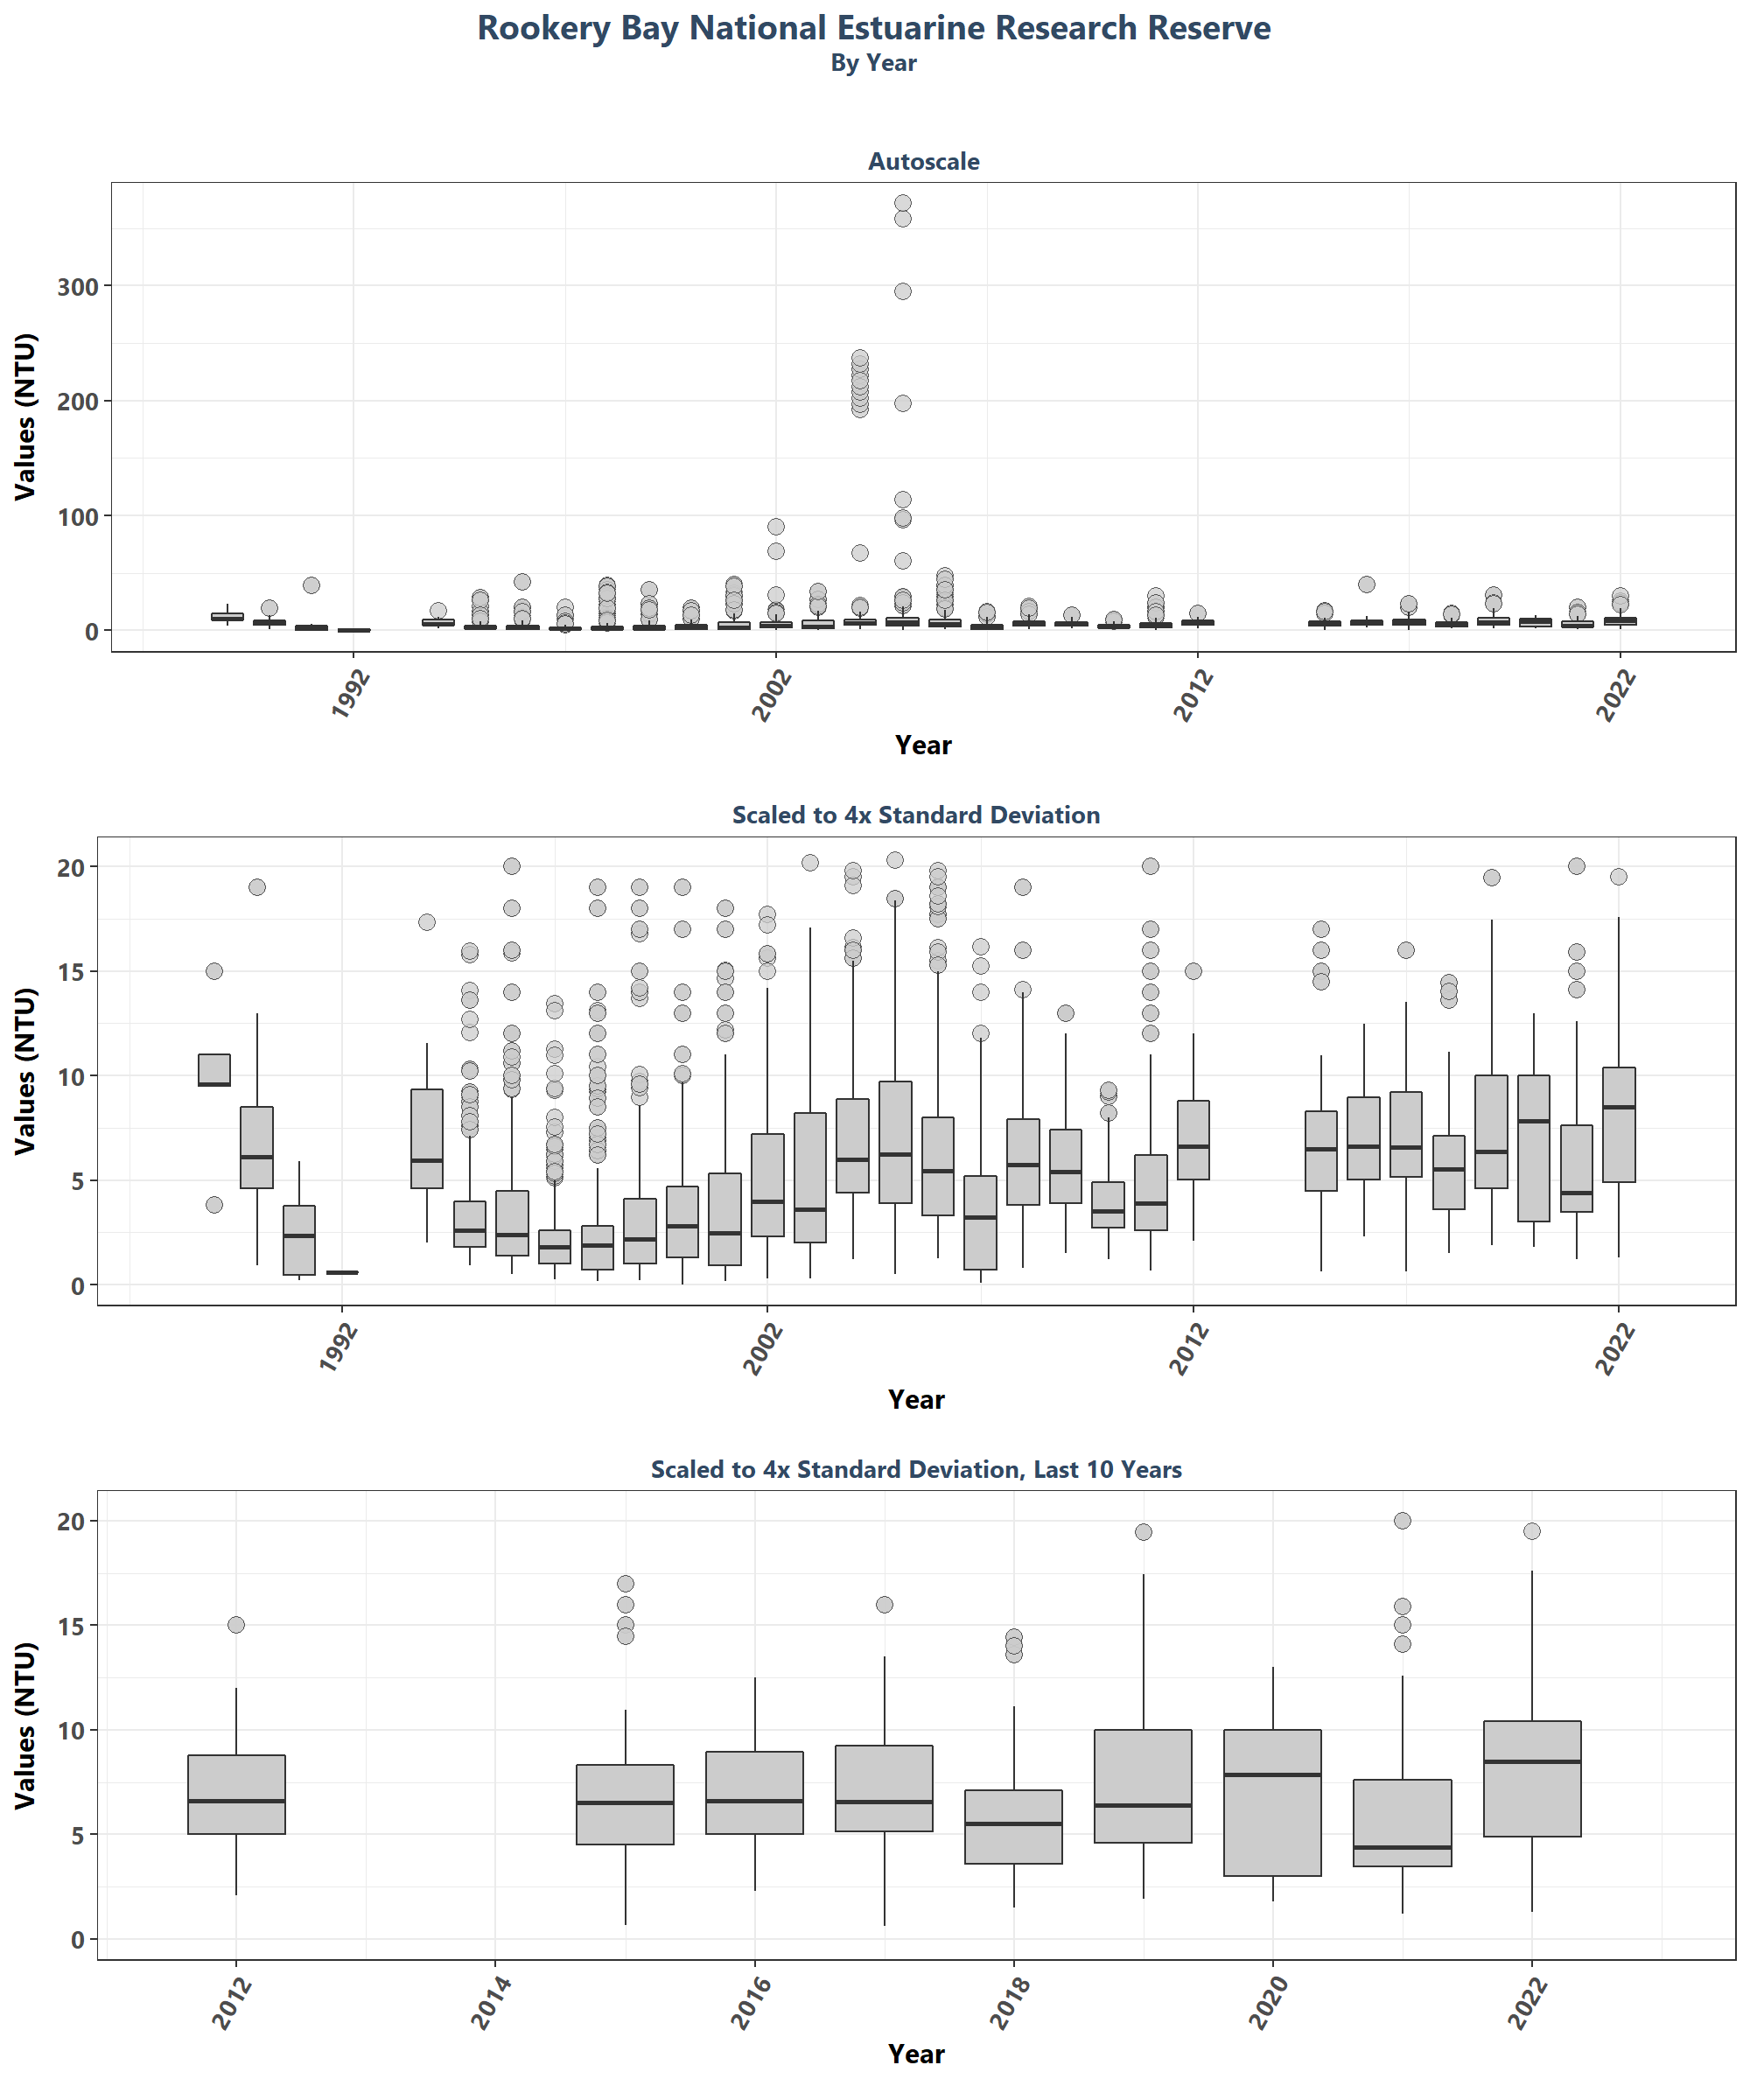 Rookery Bay National Estuarine Research Reserve
By Year
Autoscale
Values (NTU)
300
200
100
0
1992
2002
2012
2022
Year
Scaled to 4x Standard Deviation
Values (NTU)
20
15
10
5
0
1992
2002
2012
2022
Year
Scaled to 4x Standard Deviation, Last 10 Years
Values (NTU)
20
15
10
5
0
2012
2014
2016
2018
2020
2022
Year